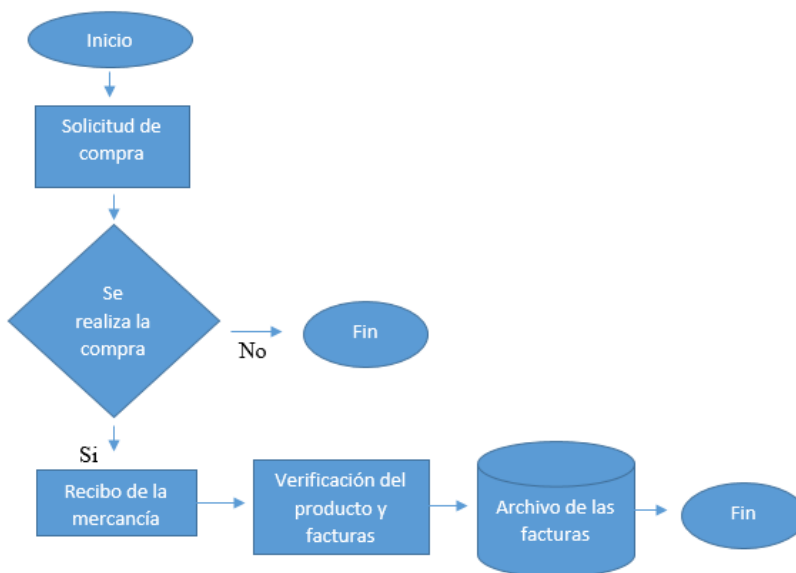 Inicio
Solicitud de
compra
Se
realiza la
compra
No
Fin
Si
Recibo de la
mercancía
Verificación del
producto y
facturas
Archivo de las
facturas
Fin